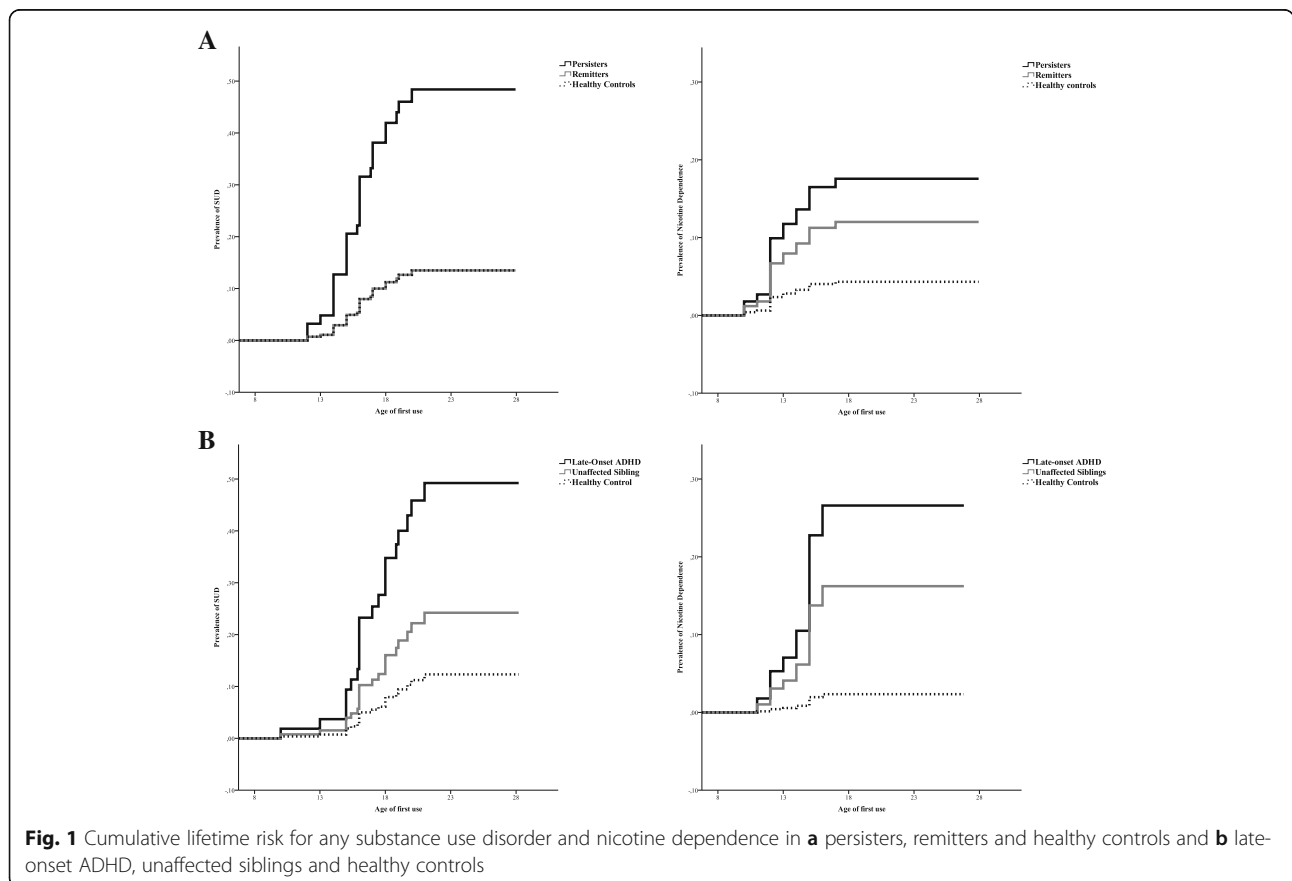 A
Persisters
Remitters
Healthy Controls
,50
,40
,30
,20
,10
,00
-,10
Prevalence of SUD
8 13 18 23 28
Age of first use
Persisters
Remitters
Healthy controls
,30
,20
,10
,00
-,10
Prevalence of Nicotine Dependence
8 13 18 23 28
Age of first use
B
Late-Onset ADHD
Unaffected Sibling
Healthy Control
,50
,40
,30
,20
,10
,00
-,10
Prevalence of SUD
8 13 18 23 28
Age of first use
Late-onset ADHD
Unaffected Siblings
Healthy Controls
,30
,20
,10
,00
-,10
Prevalence of Nicotine Dependence
8 13 18 23 28
Age of first use
Fig. 1 Cumulative lifetime risk for any substance use disorder and nicotine dependence in a persisters, remitters and healthy controls and b late-
onset ADHD, unaffected siblings and healthy controls